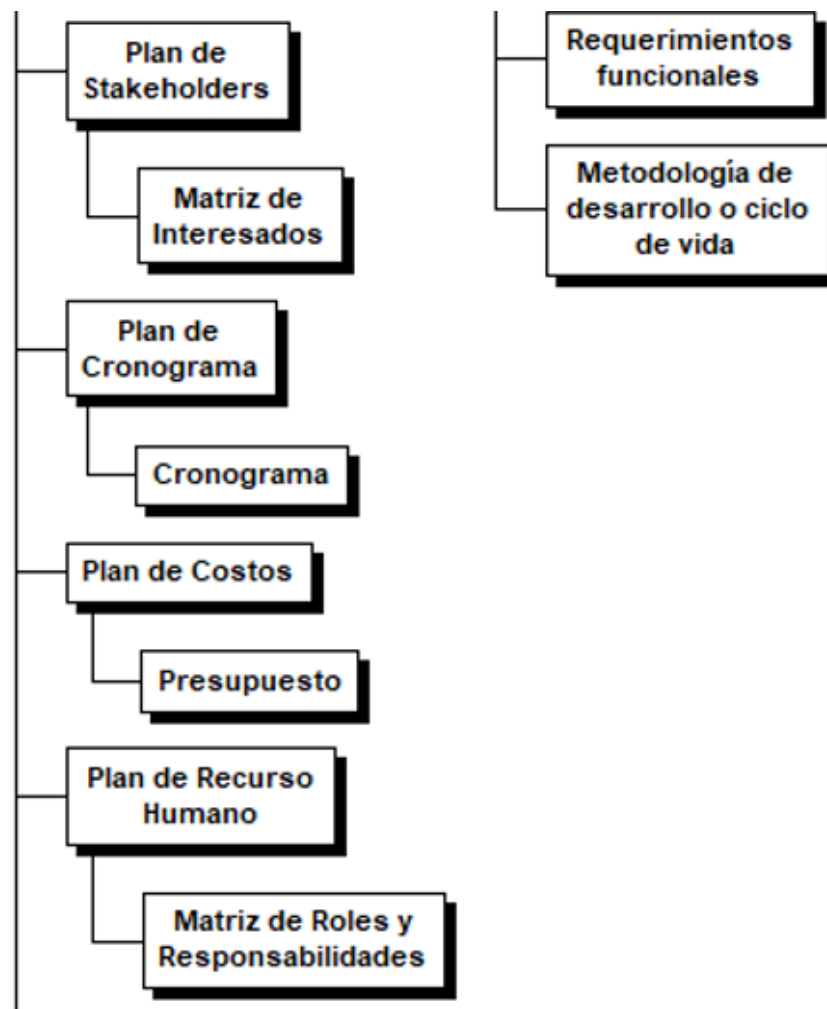 Plan de
Stakeholders
Matriz de
Interesados
Plan de
Cronograma
Cronograma
Plan de Costos
Presupuesto
Plan de Recurso
Humano
Matriz de Roles y
Responsabilidades
Requerimientos
funcionales
Metodología de
desarrollo o ciclo
de vida